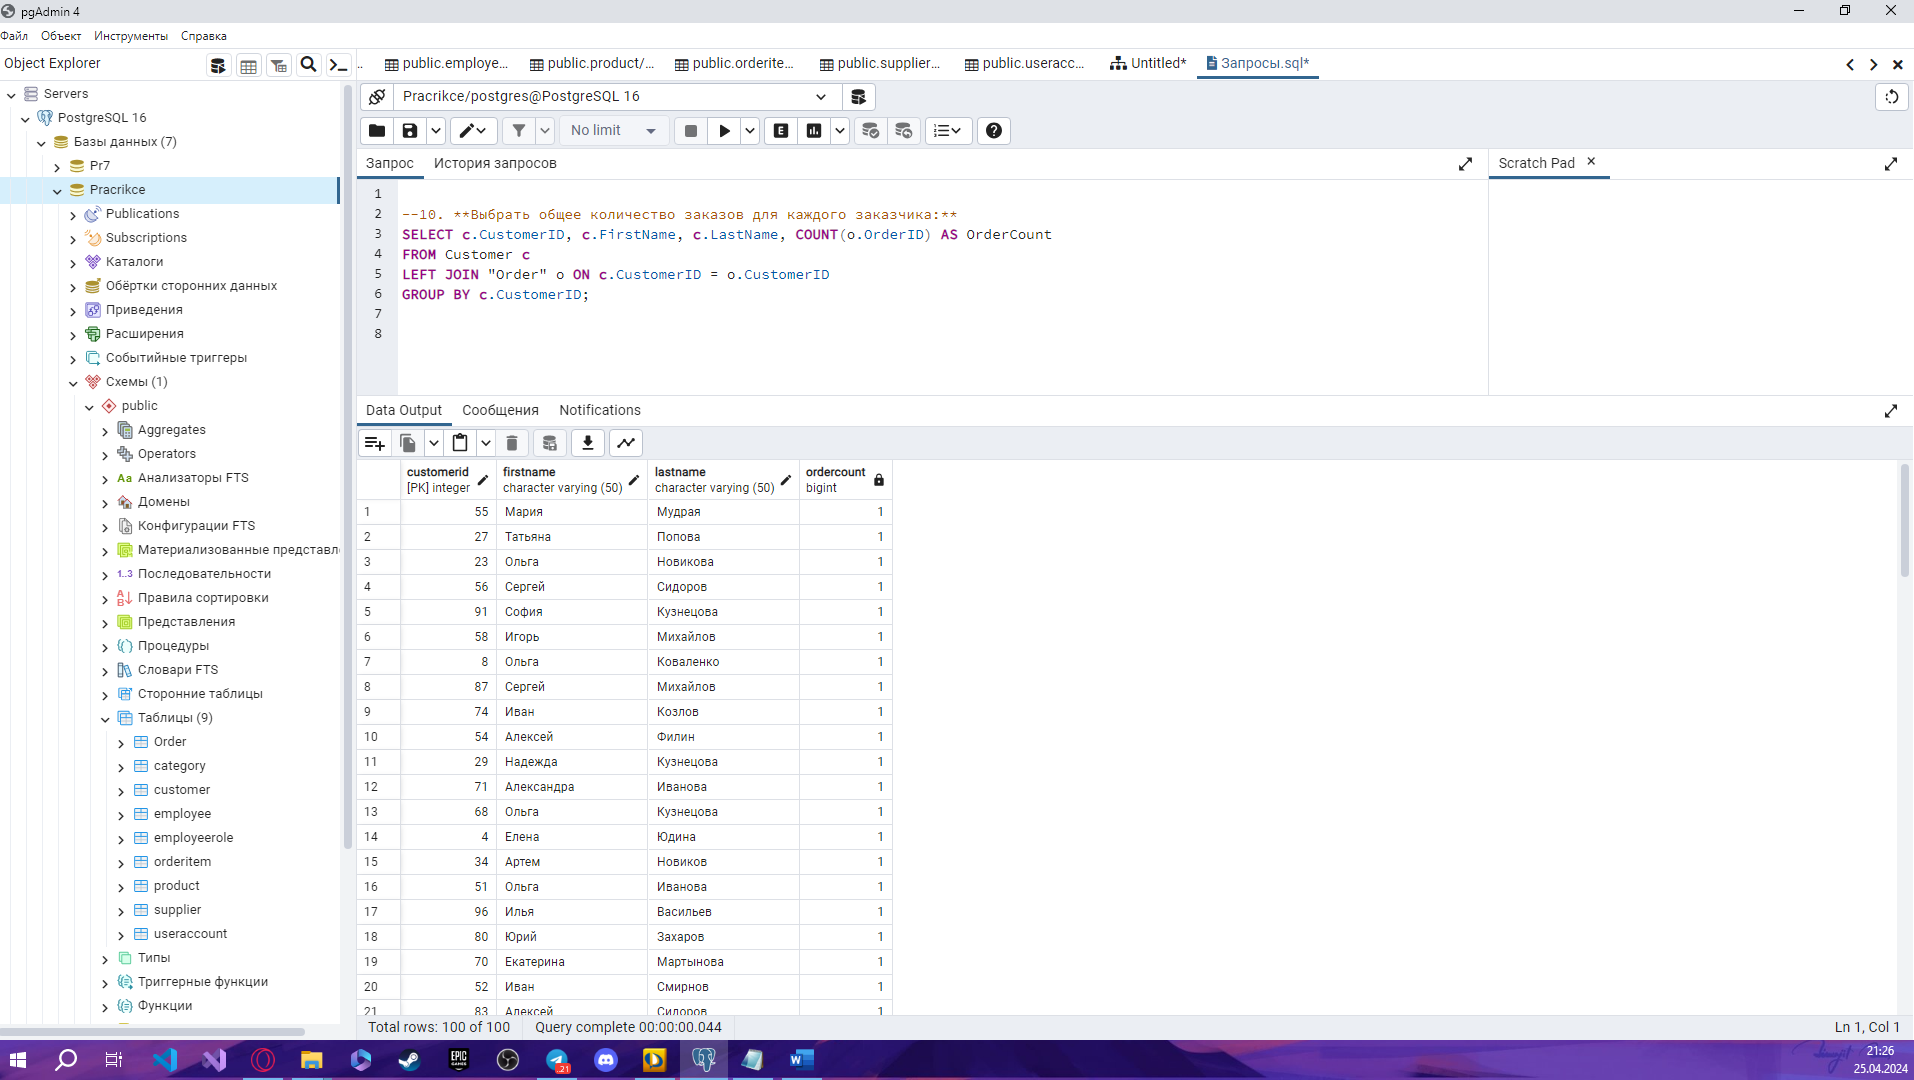 pgAdmin 4
Файл Объект Инструменты Справка
Object Explorer
Servers
PostgreSQL 16
Базы данных (7)
Pr7
Pracrikce
Publications
Subscriptions
Каталоги
Обёртки сторонних данных
Приведения
Расширения
Событийные триггеры
Схемы (1)
public
Aggregates
Operators
Анализаторы FTS
Домены
Конфигурации FTS
Материализованные представл
Последовательности
Правила сортировки
Представления
Процедуры
Словари FTS
Сторонние таблицы
Таблицы (9)
Order
category
customer
employee
employeerole
orderitem
product
supplier
useraccount
Типы
Триггерные функции
Функции
public.employe... public.product/... public.orderite... public.supplier... public.useracc... Untitled* Запросы.sql*
Pracrikce/postgres@PostgreSQL 16
No limit
Запрос История запросов
Scratch Pad
1
2 --10. **Выбрать общее количество заказов для каждого заказчика:**
3 SELECT c.CustomerID, c.FirstName, c.LastName, COUNT(o.OrderID) AS OrderCount
4 FROM Customer c
5 LEFT JOIN "Order" o ON c.CustomerID = o.CustomerID
6 GROUP BY c.CustomerID;
7
8
Data Output Сообщения Notifications
customerid firstname lastname ordercount
[PK] integer character varying (50) character varying (50) bigint
1 55 Мария Мудрая 1
2 27 Татьяна Попова 1
3 23 Ольга Новикова 1
4 56 Сергей Сидоров 1
5 91 София Кузнецова 1
6 58 Игорь Михайлов 1
7 8 Ольга Коваленко 1
8 87 Сергей Михайлов 1
9 74 Иван Козлов 1
10 54 Алексей Филин 1
11 29 Надежда Кузнецова 1
12 71 Александра Иванова 1
13 68 Ольга Кузнецова 1
14 4 Елена Юдина 1
15 34 Артем Новиков 1
16 51 Ольга Иванова 1
17 96 Илья Васильев 1
18 80 Юрий Захаров 1
19 70 Екатерина Мартынова 1
20 52 Иван Смирнов 1
21 83 Алексей Сидоров 1
Total rows: 100 of 100 Query complete 00:00:00.044
Ln 1, Col 1
21:26
25.04.2024